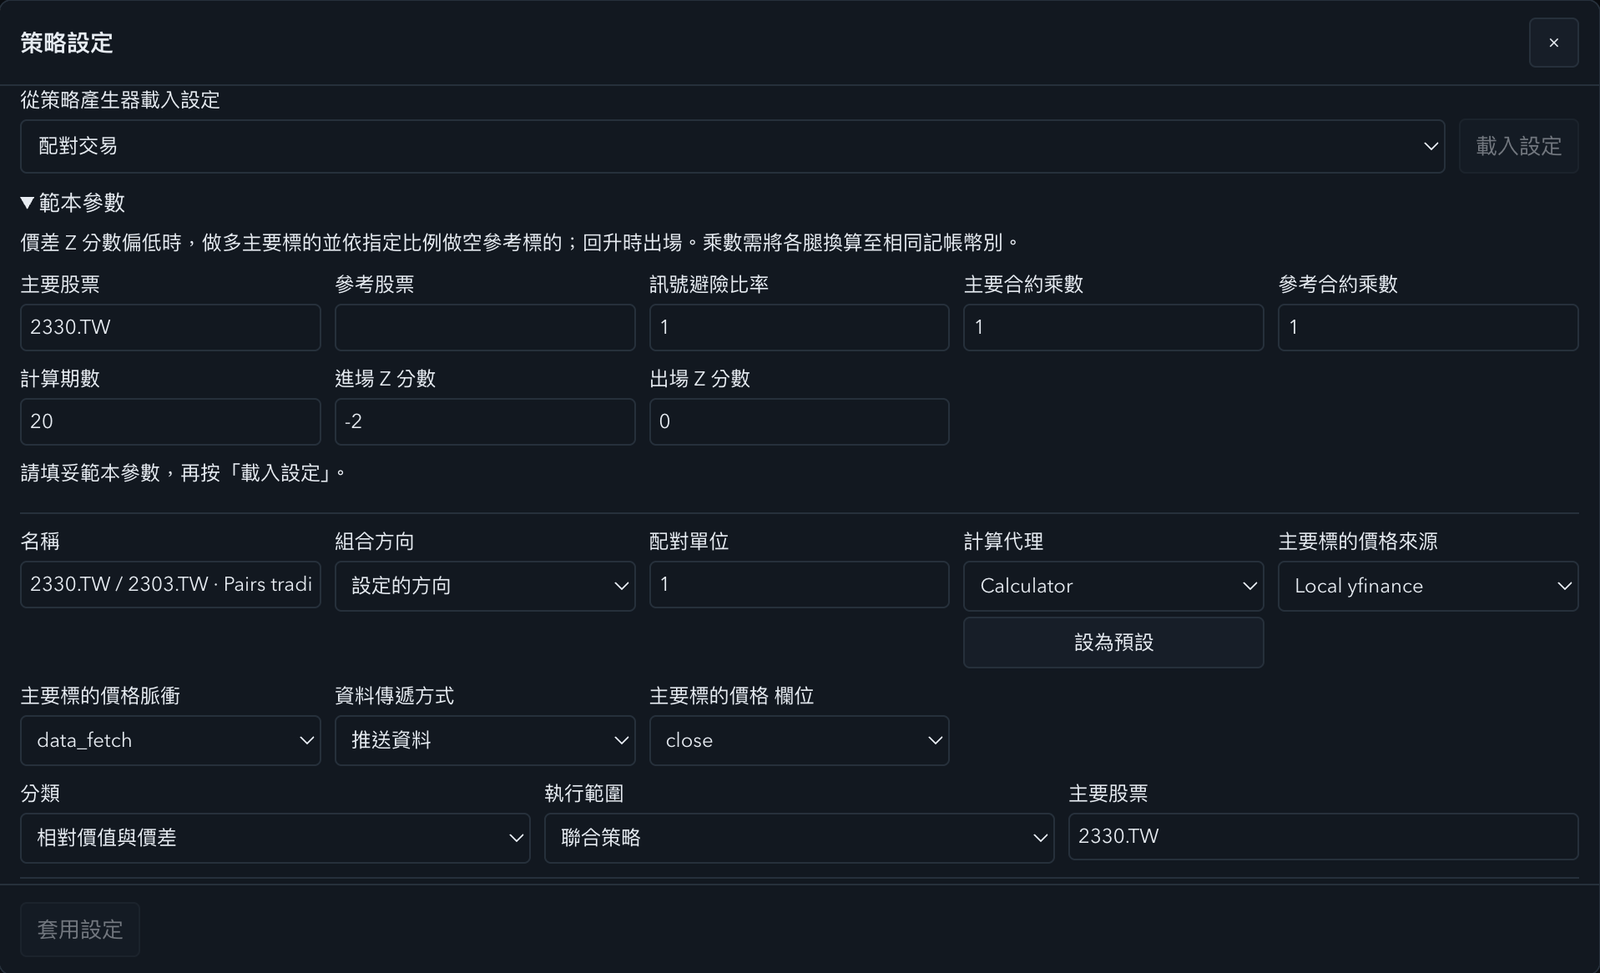 策略設定
×
從策略產生器載入設定
配對交易
載入設定
▼範本參數
價差 Z 分數偏低時，做多主要標的並依指定比例做空參考標的；回升時出場。乘數需將各腿換算至相同記帳幣別。
主要股票 參考股票 訊號避險比率 主要合約乘數 參考合約乘數
2330.TW 1 1 1
計算期數 進場 Z 分數 出場 Z 分數
20 -2 0
請填妥範本參數，再按「載入設定」。
名稱 組合方向 配對單位 計算代理 主要標的價格來源
2330.TW / 2303.TW · Pairs tradi 設定的方向 1 Calculator Local yfinance
設為預設
主要標的價格脈衝 資料傳遞方式 主要標的價格 欄位
data_fetch 推送資料 close
分類 執行範圍 主要股票
相對價值與價差 聯合策略 2330.TW
套用設定